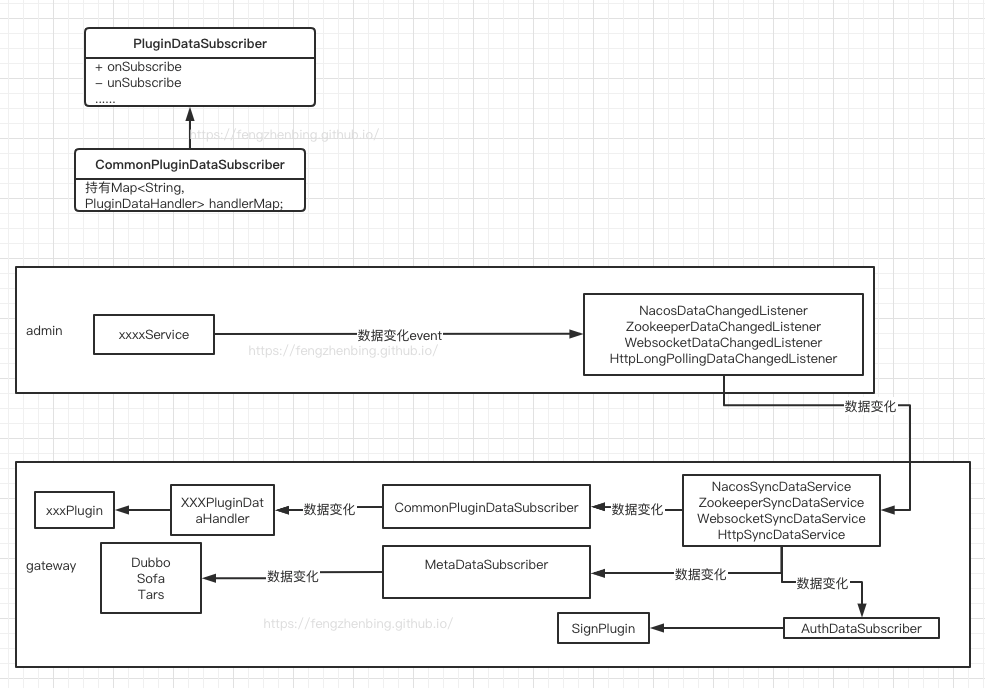 PluginDataSubscriber
+ onSubscribe
− unSubscribe
......
https://fengzhenbing.github.io/
CommonPluginDataSubscriber
持有Map<String,
PluginDataHandler> handlerMap;
admin
xxxxService
数据变化event
https://fengzhenbing.github.io/
NacosDataChangedListener
ZookeeperDataChangedListener
WebsocketDataChangedListener
HttpLongPollingDataChangedListener
数据变化
gateway
xxxPlugin
XXXPluginDat
aHandler
数据变化
CommonPluginDataSubscriber
数据变化
NacosSyncDataService
ZookeeperSyncDataService
WebsocketSyncDataService
HttpSyncDataService
Dubbo
Sofa
Tars
数据变化
MetaDataSubscriber
数据变化
数据变化
https://fengzhenbing.github.io/
SignPlugin
AuthDataSubscriber